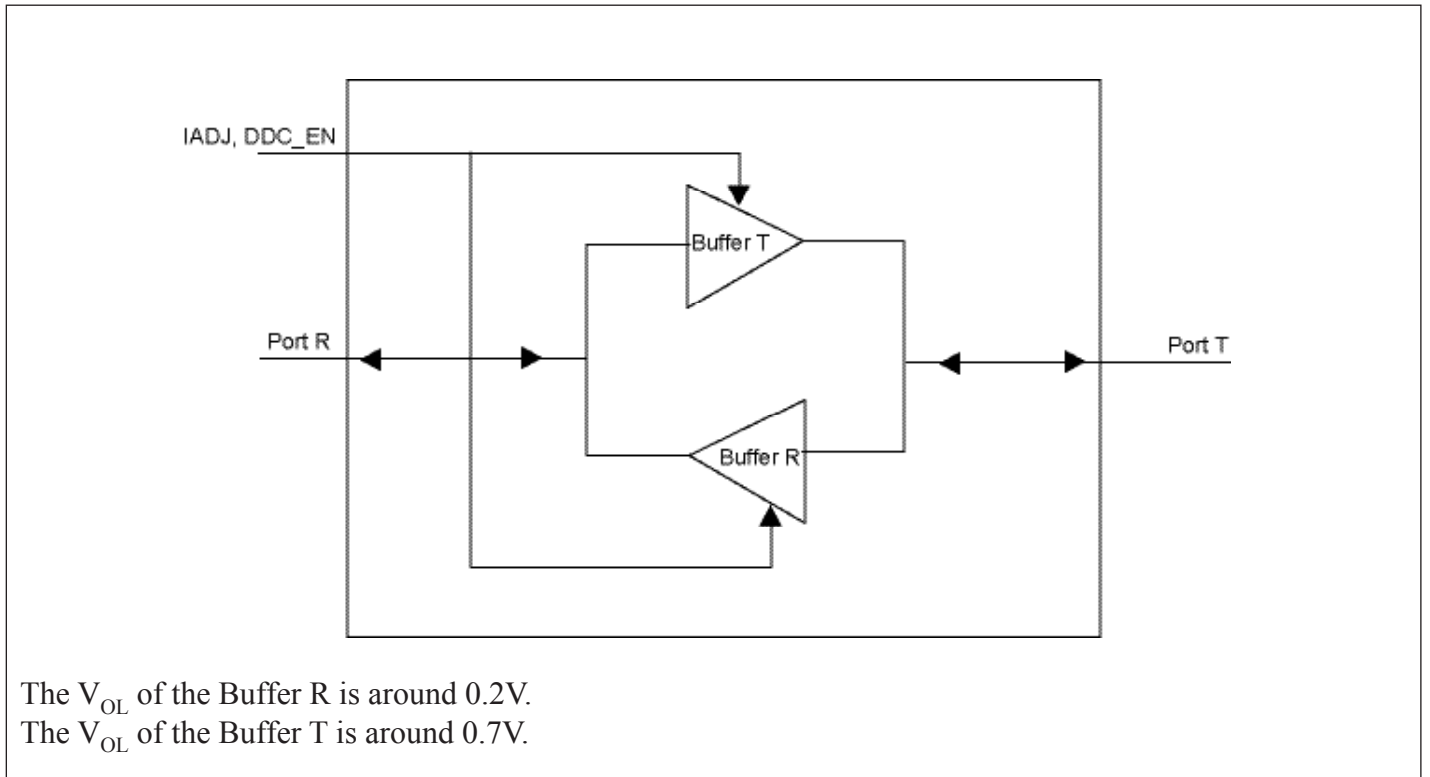 IADJ, DDC_EN
Buffer T
Port R
Port T
Buffer R
The VOL of the Buffer R is around 0.2V.
The VOL of the Buffer T is around 0.7V.